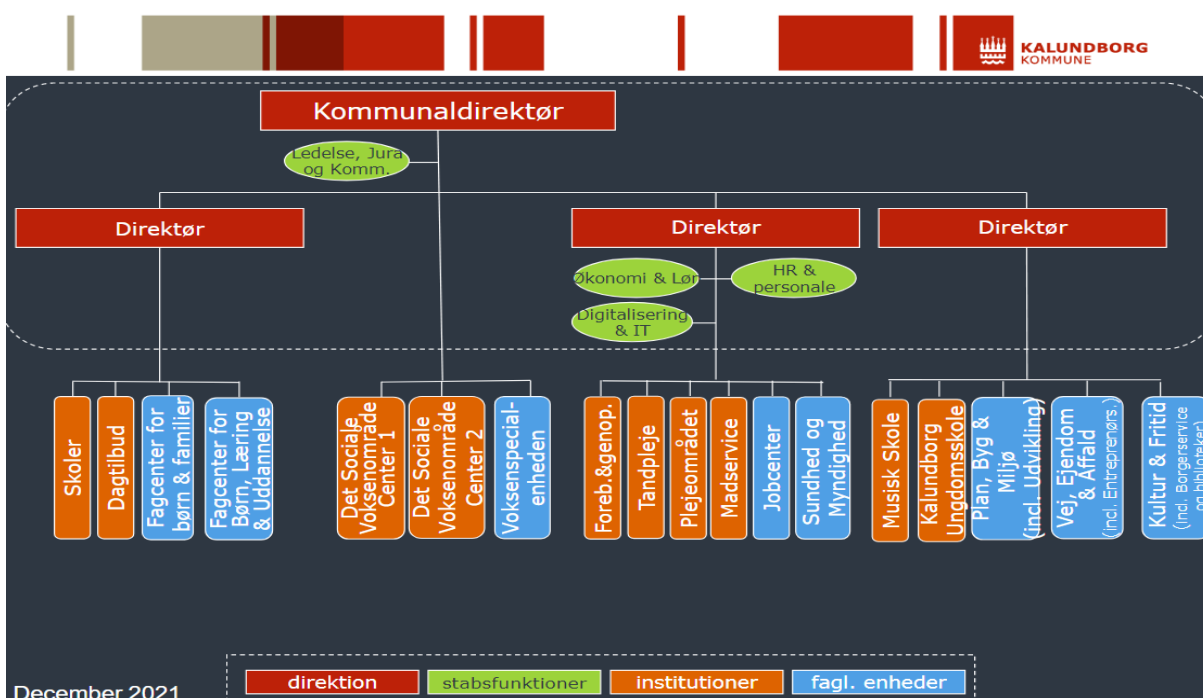 KALUNDBORG
KOMMUNE
Kommunaldirektør
Ledelse, Jura
og Komm.
Direktør
Direktør
Direktør
Økonomi & Løn
HR &
personale
Digitalisering
& IT
Skoler
Dagtilbud
Fagcenter for
børn & familier
Fagcenter for
Børn, Læring
& Uddannelse
Det Sociale
Voksenområde
Center 1
Det Sociale
Voksenområde
Center 2
Voksenspecial-
enheden
Foreb.&genop.
Tandpleje
Plejeområdet
Madservice
Jobcenter
Sundhed og
Myndighed
Musisk Skole
Kalundborg
Ungdomsskole
Plan, Byg &
Miljø
(incl. Udvikling)
Vej, Ejendom
& Affald
(incl. Entreprenørs.)
Kultur & Fritid
(incl. Borgerservice
og biblioteker)
December 2021
direktion
stabsfunktioner
institutioner
fagl. enheder